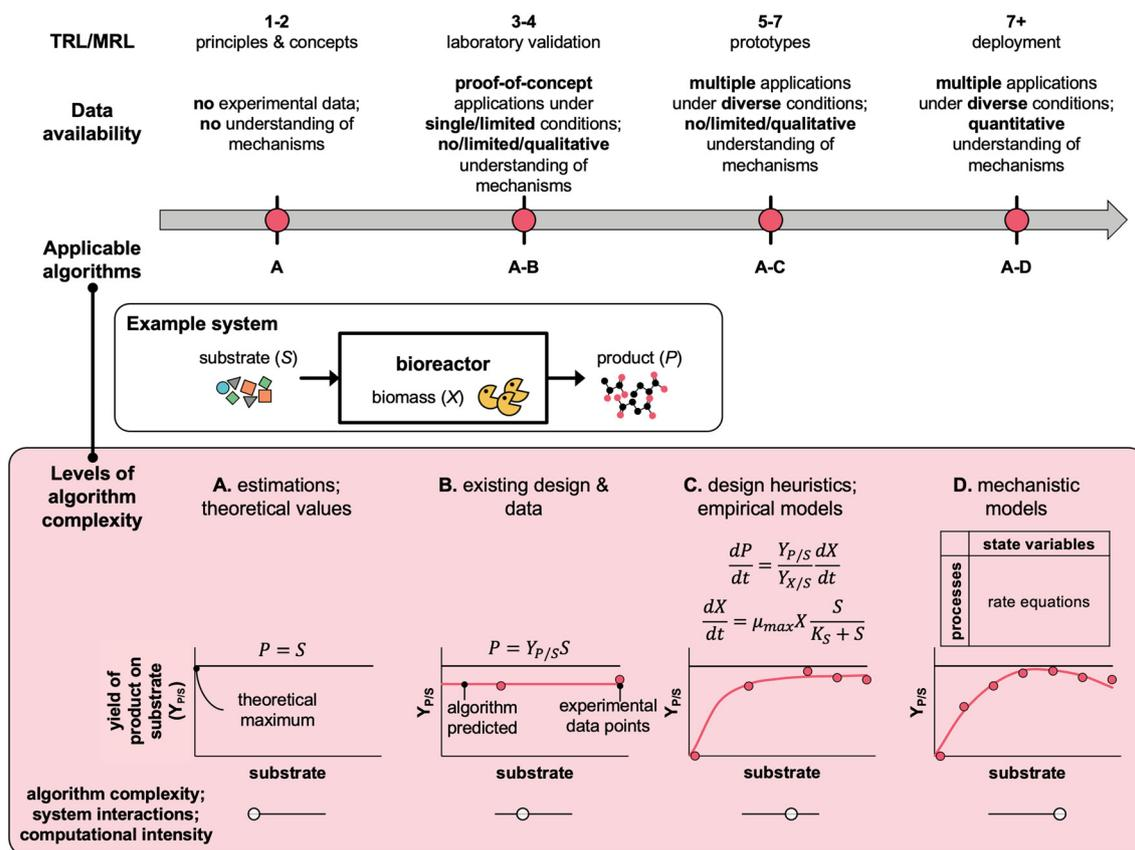 TRL/MRL
1-2
principles & concepts
3-4
laboratory validation
5-7
prototypes
7+
deployment
Data
availability
no experimental data;
no understanding of
mechanisms
proof-of-concept
applications under
single/limited conditions;
no/limited/qualitative
understanding of
mechanisms
multiple applications
under diverse conditions;
no/limited/qualitative
understanding of
mechanisms
multiple applications
under diverse conditions;
quantitative
understanding of
mechanisms
Applicable
algorithms
A
A-B
A-C
A-D
Example system
substrate (S)
bioreactor
biomass (X)
product (P)
Levels of
algorithm
complexity
A. estimations;
theoretical values
B. existing design &
data
C. design heuristics;
empirical models
D. mechanistic
models
dP/dt = Y_{P/S}/Y_{X/S} dX/dt
dX/dt = μ_{max}X S/(K_S + S)
state variables
processes
rate equations
yield of
product on
substrate
(Y_{P/S})
P = S
theoretical
maximum
substrate
P = Y_{P/S}S
Y_{P/S}
algorithm
predicted
experimental
data points
substrate
Y_{P/S}
substrate
Y_{P/S}
substrate
algorithm complexity;
system interactions;
computational intensity